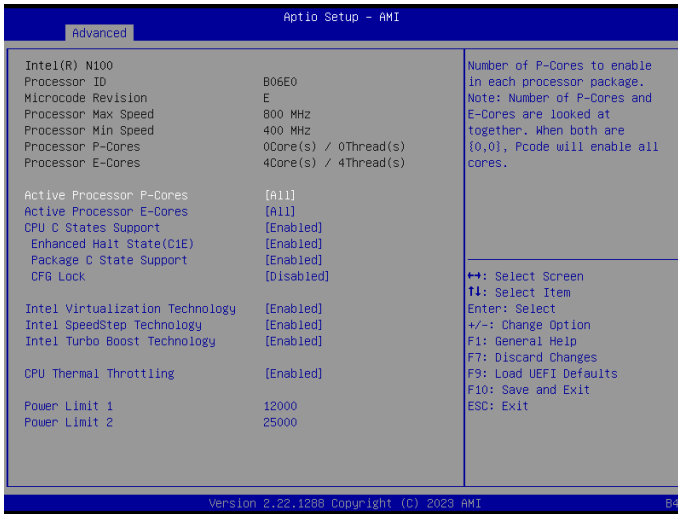 Aptio Setup – AMI
Advanced
Intel(R) N100
Processor ID B06E0
Microcode Revision E
Processor Max Speed 800 MHz
Processor Min Speed 400 MHz
Processor P-Cores 0Core(s) / 0Thread(s)
Processor E-Cores 4Core(s) / 4Thread(s)
Active Processor P-Cores [All]
Active Processor E-Cores [All]
CPU C States Support [Enabled]
Enhanced Halt State(C1E) [Enabled]
Package C State Support [Enabled]
CFG Lock [Disabled]
Intel Virtualization Technology [Enabled]
Intel SpeedStep Technology [Enabled]
Intel Turbo Boost Technology [Enabled]
CPU Thermal Throttling [Enabled]
Power Limit 1 12000
Power Limit 2 25000
Number of P-Cores to enable
in each processor package.
Note: Number of P-Cores and
E-Cores are looked at
together. When both are
{0,0}, Pcode will enable all
cores.
↔: Select Screen
↑↓: Select Item
Enter: Select
+/-: Change Option
F1: General Help
F7: Discard Changes
F9: Load UEFI Defaults
F10: Save and Exit
ESC: Exit
Version 2.22.1288 Copyright (C) 2023 AMI
B4